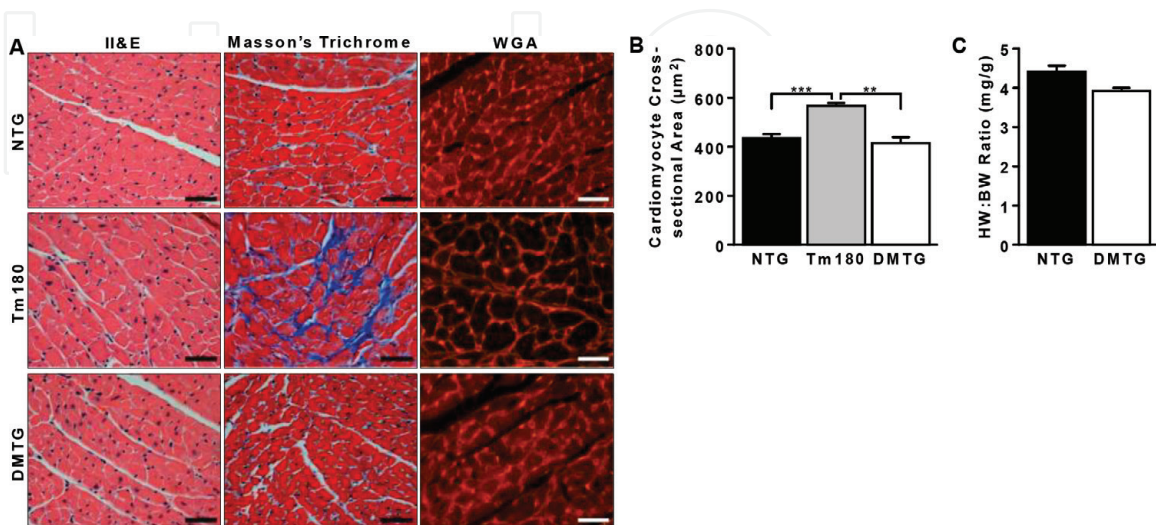 A
II&E
Masson's Trichrome
WGA
NTG
Tm180
DMTG
B
Cardiomyocyte Cross-
sectional Area (µm²)
800
600
400
200
0
***
**
NTG Tm180 DMTG
C
HW:BW Ratio (mg/g)
5
4
3
2
1
0
NTG
DMTG